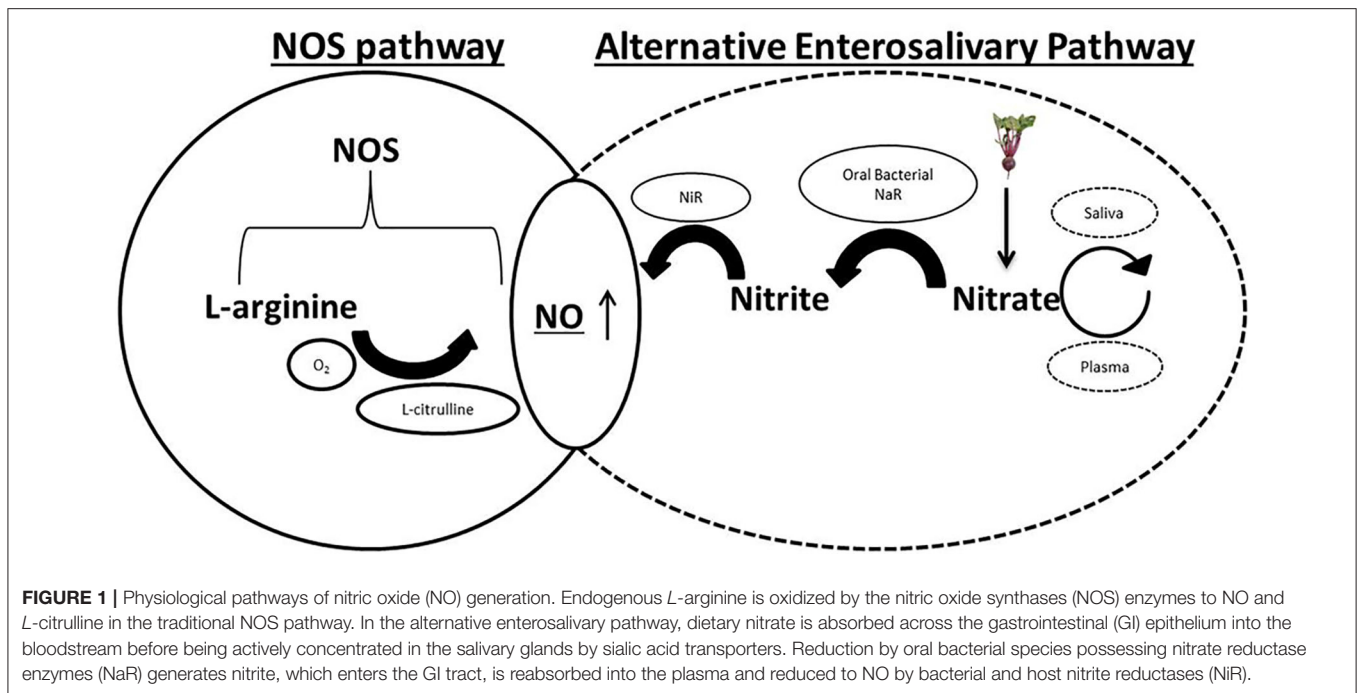 NOS pathway
Alternative Enterosalivary Pathway
NOS
L-arginine
O₂
L-citrulline
NO ↑
NiR
Nitrite
Oral Bacterial
NaR
Nitrate
Saliva
Plasma
FIGURE 1 | Physiological pathways of nitric oxide (NO) generation. Endogenous L-arginine is oxidized by the nitric oxide synthases (NOS) enzymes to NO and
L-citrulline in the traditional NOS pathway. In the alternative enterosalivary pathway, dietary nitrate is absorbed across the gastrointestinal (GI) epithelium into the
bloodstream before being actively concentrated in the salivary glands by sialic acid transporters. Reduction by oral bacterial species possessing nitrate reductase
enzymes (NaR) generates nitrite, which enters the GI tract, is reabsorbed into the plasma and reduced to NO by bacterial and host nitrite reductases (NiR).